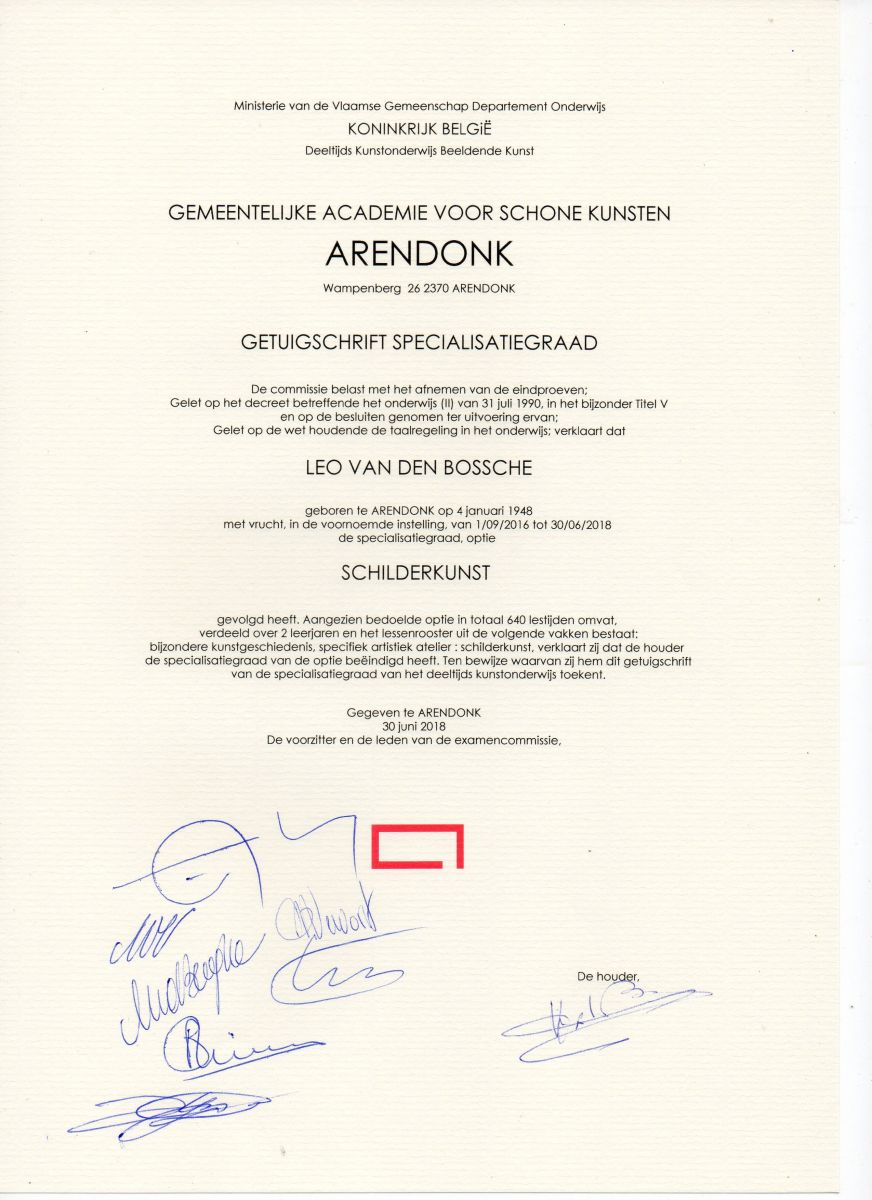 Ministerie van de Vlaamse Gemeenschap Departement Onderwijs
KONINKRIJK BELGiË
Deeltijds Kunstonderwijs Beeldende Kunst
GEMEENTELIJKE ACADEMIE VOOR SCHONE KUNSTEN
ARENDONK
Wampenberg 26 2370 ARENDONK
GETUIGSCHRIFT SPECIALISATIEGRAAD
De commissie belast met het afnemen van de eindproeven;
Gelet op het decreet betreffende het onderwijs (II) van 31 juli 1990, in het bijzonder Titel V
en op de besluiten genomen ter uitvoering ervan;
Gelet op de wet houdende de taalregeling in het onderwijs; verklaart dat
LEO VAN DEN BOSSCHE
geboren te ARENDONK op 4 januari 1948
met vrucht, in de voornoemde instelling, van 1/09/2016 tot 30/06/2018
de specialisatiegraad, optie
SCHILDERKUNST
gevolgd heeft. Aangezien bedoelde optie in totaal 640 lestijden omvat,
verdeeld over 2 leerjaren en het lessenrooster uit de volgende vakken bestaat:
bijzondere kunstgeschiedenis, specifiek artistiek atelier : schilderkunst, verklaart zij dat de houder
de specialisatiegraad van de optie beëindigd heeft. Ten bewijze waarvan zij hem dit getuigschrift
van de specialisatiegraad van het deeltijds kunstonderwijs toekent.
Gegeven te ARENDONK
30 juni 2018
De voorzitter en de leden van de examencommissie,
De houder,